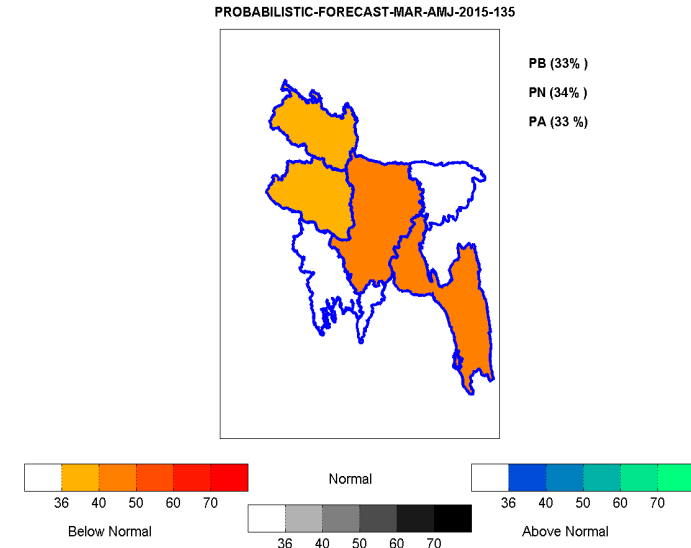 PROBABILISTIC-FORECAST-MAR-AMJ-2015-135
PB (33% )
PN (34% )
PA (33 %)
36 40 50 60 70
Below Normal
Normal
36 40 50 60 70
36 40 50 60 70
Above Normal